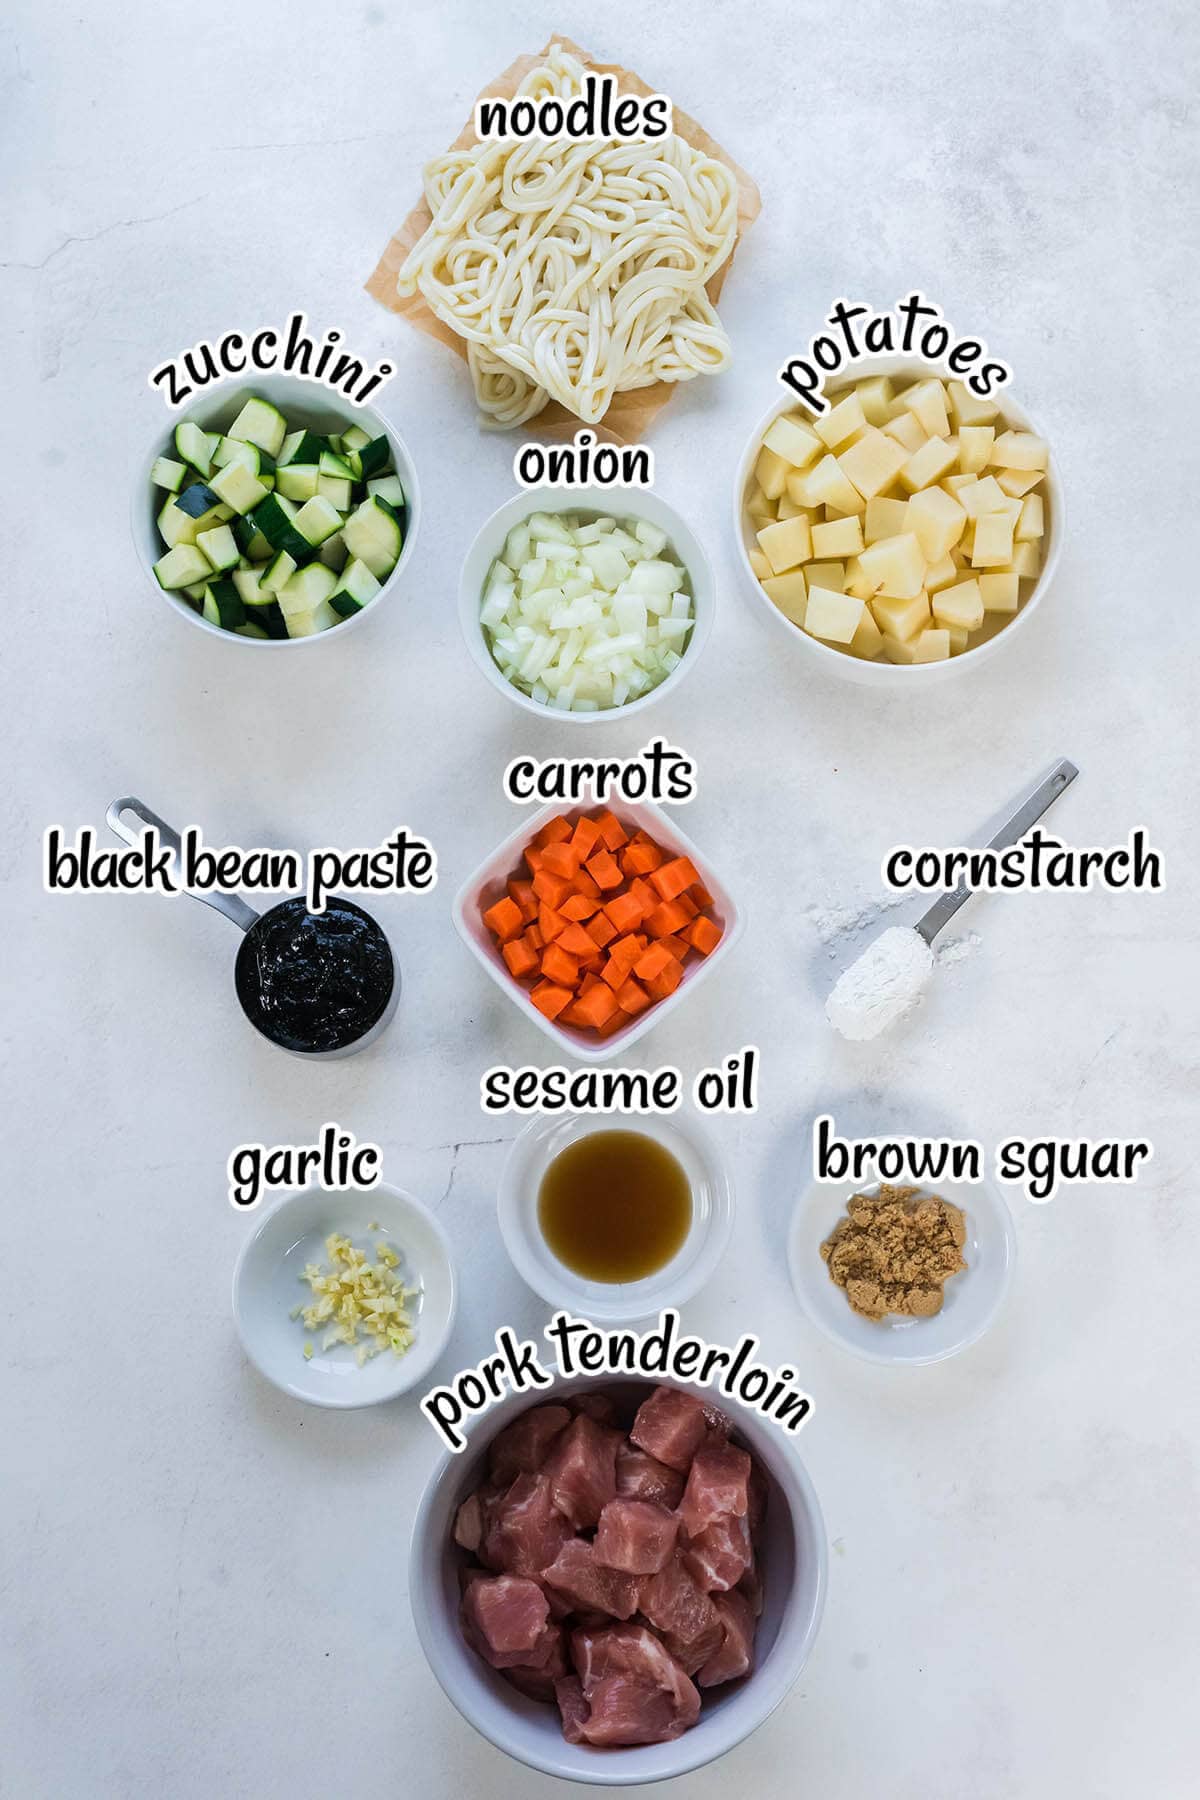 noodles
zucchini
potatoes
onion
carrots
black bean paste
cornstarch
sesame oil
garlic
brown sguar
pork tenderloin